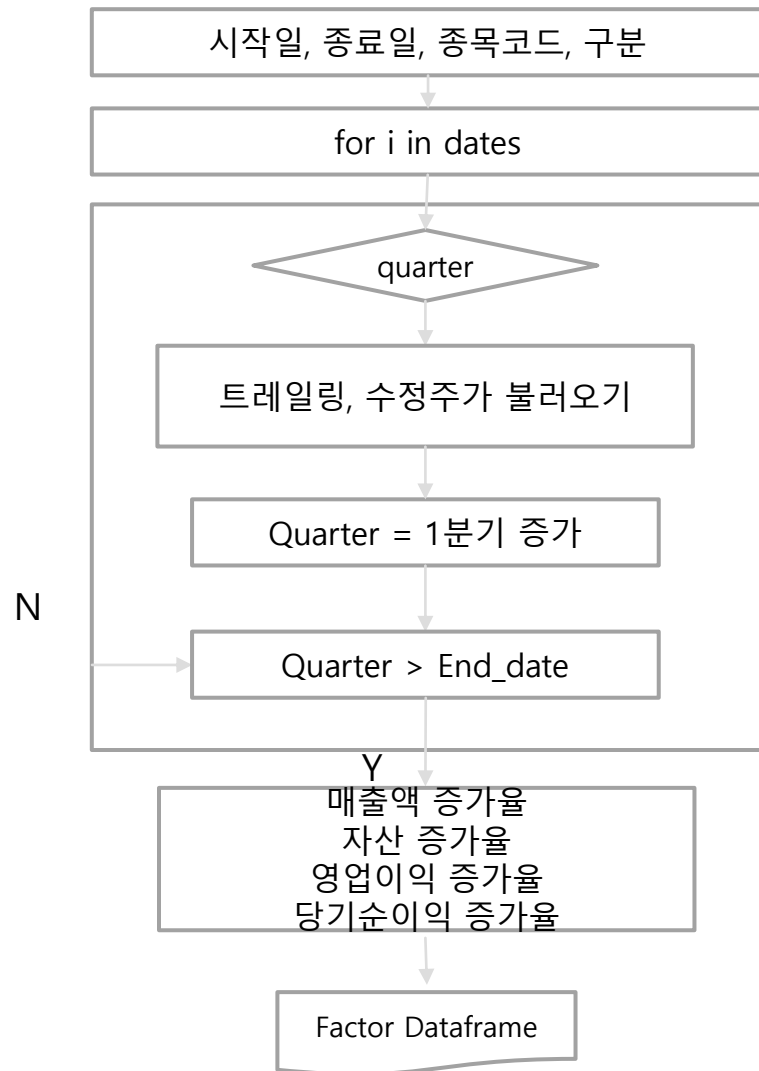 시작일, 종료일, 종목코드, 구분
for i in dates
quarter
트레일링, 수정주가 불러오기
Quarter = 1분기 증가
N
Quarter > End_date
Y
매출액 증가율
자산 증가율
영업이익 증가율
당기순이익 증가율
Factor Dataframe